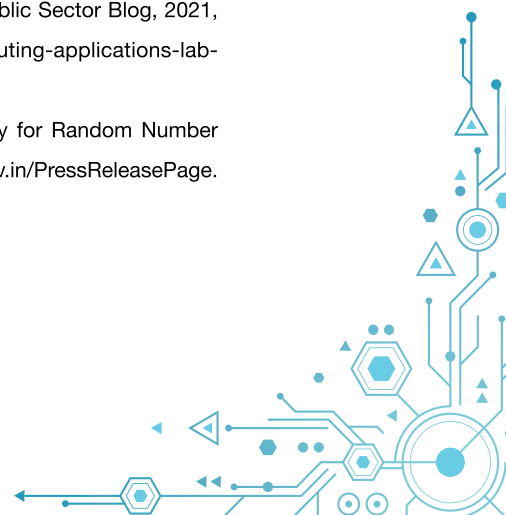 blic Sector Blog, 2021,
uting-applications-lab-
y for Random Number
v.in/PressReleasePage.